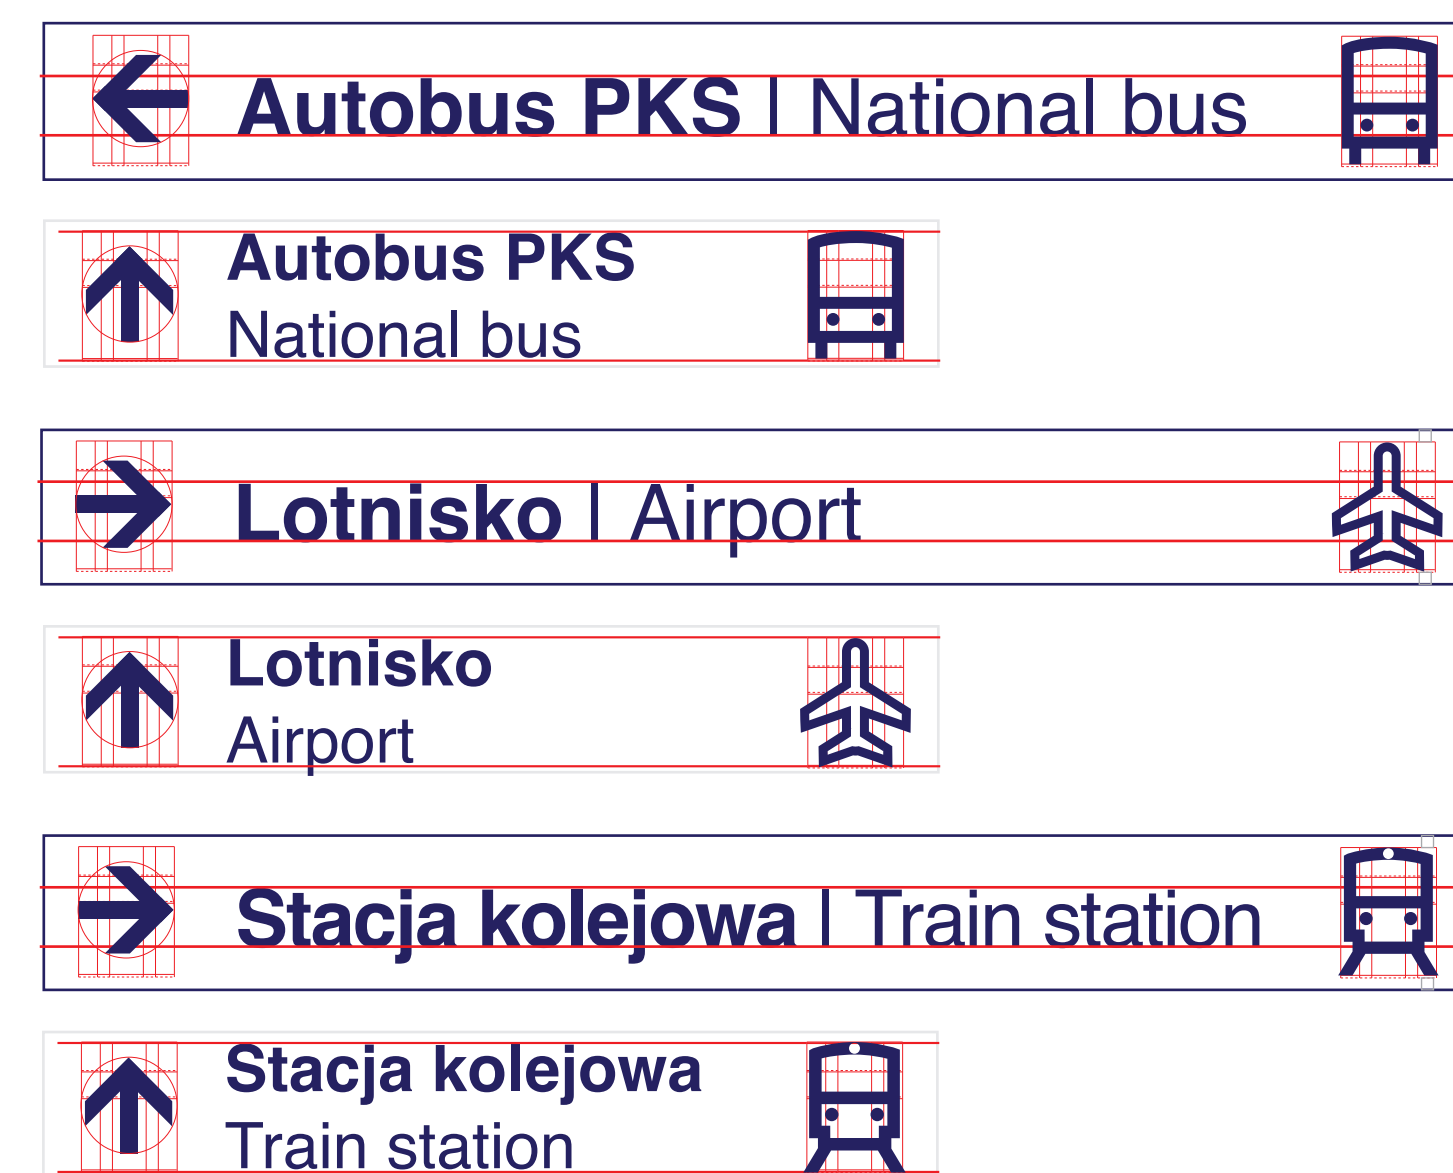 Autobus PKS | National bus
Autobus PKS
National bus
Lotnisko | Airport
Lotnisko
Airport
Stacja kolejowa | Train station
Stacja kolejowa
Train station